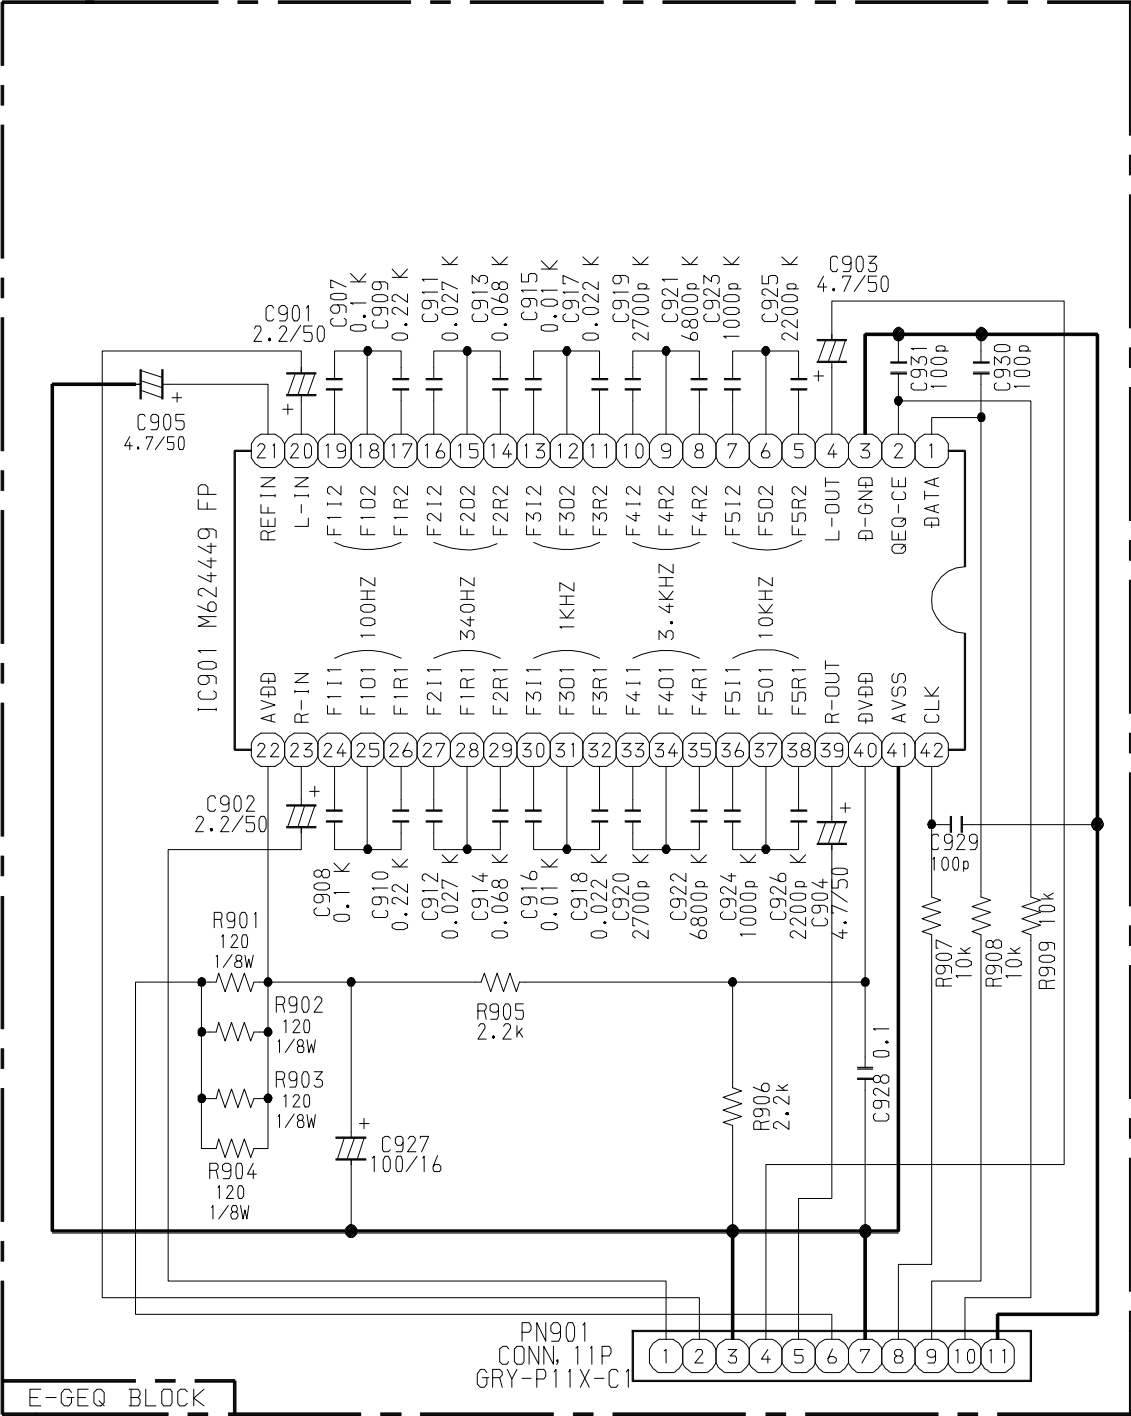 C901
2.2/50
C907
0.1 K
C909
0.22 K
C911
0.027 K
C913
0.068 K
C915
0.01 K
C917
0.022 K
C919
2700p K
C921
6800p K
C923
1000p K
C925
2200p K
C903
4.7/50
+
+
+
C905
4.7/50
C931
100p
C930
100p
21 20 19 18 17 16 15 14 13 12 11 10 9 8 7 6 5 4 3 2 1
REFIN
L-IN
F1I2
F1O2
F1R2
F2I2
F2O2
F2R2
F3I2
F3O2
F3R2
F4I2
F4R2
F4R2
F5I2
F5O2
F5R2
L-OUT
D-GND
QEQ-CE
DATA
IC901 M624449 FP
100HZ
340HZ
1KHZ
3.4KHZ
10KHZ
AVDD
R-IN
F1I1
F1O1
F1R1
F2I1
F1R1
F2R1
F3I1
F3O1
F3R1
F4I1
F4O1
F4R1
F5I1
F5O1
F5R1
R-OUT
DVDD
AVSS
CLK
22 23 24 25 26 27 28 29 30 31 32 33 34 35 36 37 38 39 40 41 42
C902
2.2/50
+
+
C908
0.1 K
C910
0.22 K
C912
0.027 K
C914
0.068 K
C916
0.01 K
C918
0.022 K
C920
2700p K
C922
6800p K
C924
1000p K
C926
2200p K
C904
4.7/50
C929
100p
R901
120
1/8W
R902
120
1/8W
R903
120
1/8W
R904
120
1/8W
R905
2.2k
R906
2.2k
R907
10k
R908
10k
R909
10k
C928 0.1
+
C927
100/16
PN901
CONN, 11P
GRY-P11X-C1
1 2 3 4 5 6 7 8 9 10 11
E-GEQ BLOCK